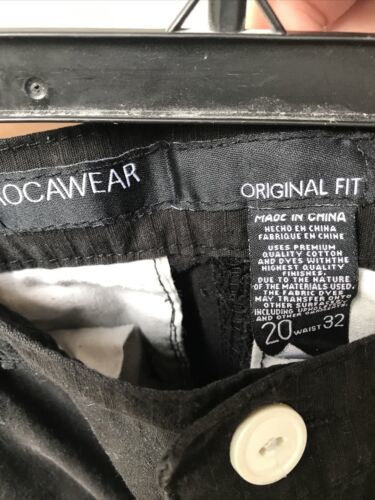 ROCAWEAR
ORIGINAL FIT
MADE IN CHINA
HECHO EN CHINA
FABRIQUE EN CHINE
USES PREMIUM
QUALITY COTTON
AND DYES WITH THE
HIGHEST QUALITY
FINISHES.
DUE TO THE NATURE
OF THE MATERIALS USED,
THE FABRIC DYES
MAY TRANSFER ONTO
OTHER SURFACES
INCLUDING
20 WAIST 32